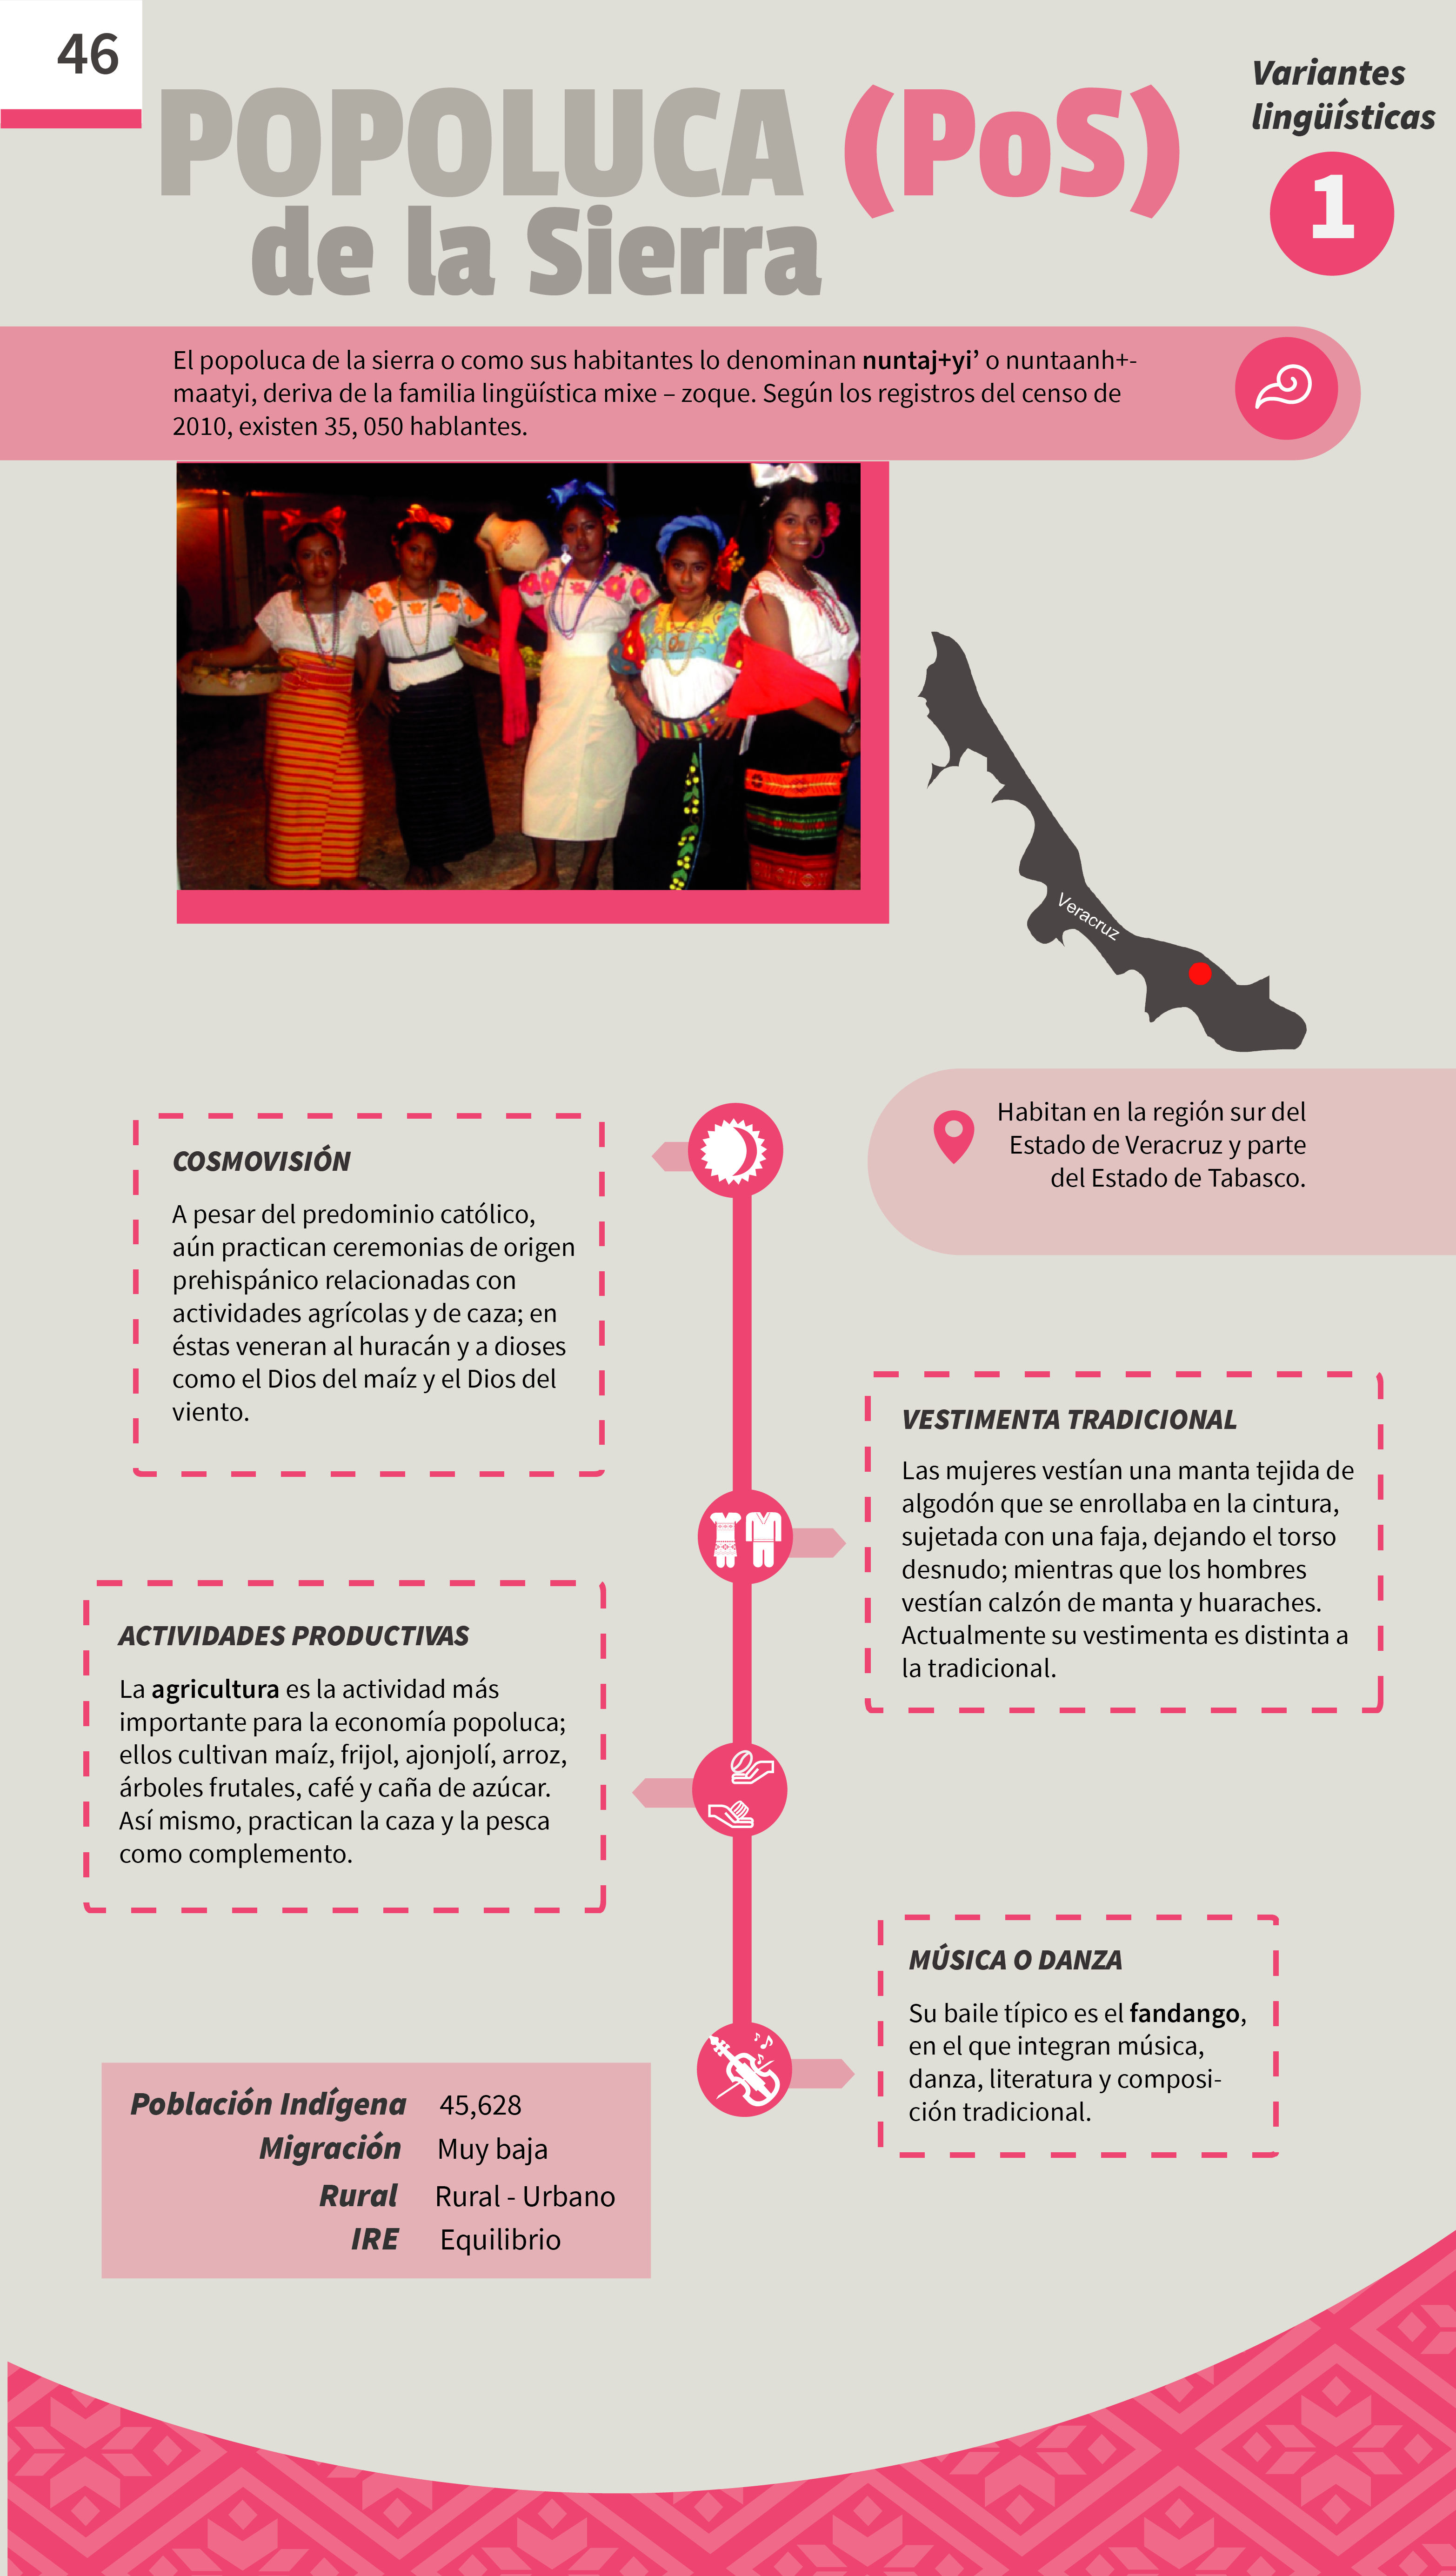 46
POPOLUCA (PoS)
de la Sierra
Variantes
lingüísticas
1
El popoluca de la sierra o como sus habitantes lo denominan nuntaj+yi’ o nuntaanh+-
maatyi, deriva de la familia lingüística mixe – zoque. Según los registros del censo de
2010, existen 35, 050 hablantes.
Veracruz
Habitan en la región sur del
Estado de Veracruz y parte
del Estado de Tabasco.
COSMOVISIÓN
A pesar del predominio católico,
aún practican ceremonias de origen
prehispánico relacionadas con
actividades agrícolas y de caza; en
éstas veneran al huracán y a dioses
como el Dios del maíz y el Dios del
viento.
VESTIMENTA TRADICIONAL
Las mujeres vestían una manta tejida de
algodón que se enrollaba en la cintura,
sujetada con una faja, dejando el torso
desnudo; mientras que los hombres
vestían calzón de manta y huaraches.
Actualmente su vestimenta es distinta a
la tradicional.
ACTIVIDADES PRODUCTIVAS
La agricultura es la actividad más
importante para la economía popoluca;
ellos cultivan maíz, frijol, ajonjolí, arroz,
árboles frutales, café y caña de azúcar.
Así mismo, practican la caza y la pesca
como complemento.
MÚSICA O DANZA
Su baile típico es el fandango,
en el que integran música,
danza, literatura y composi-
ción tradicional.
Población Indígena 45,628
Migración Muy baja
Rural Rural - Urbano
IRE Equilibrio